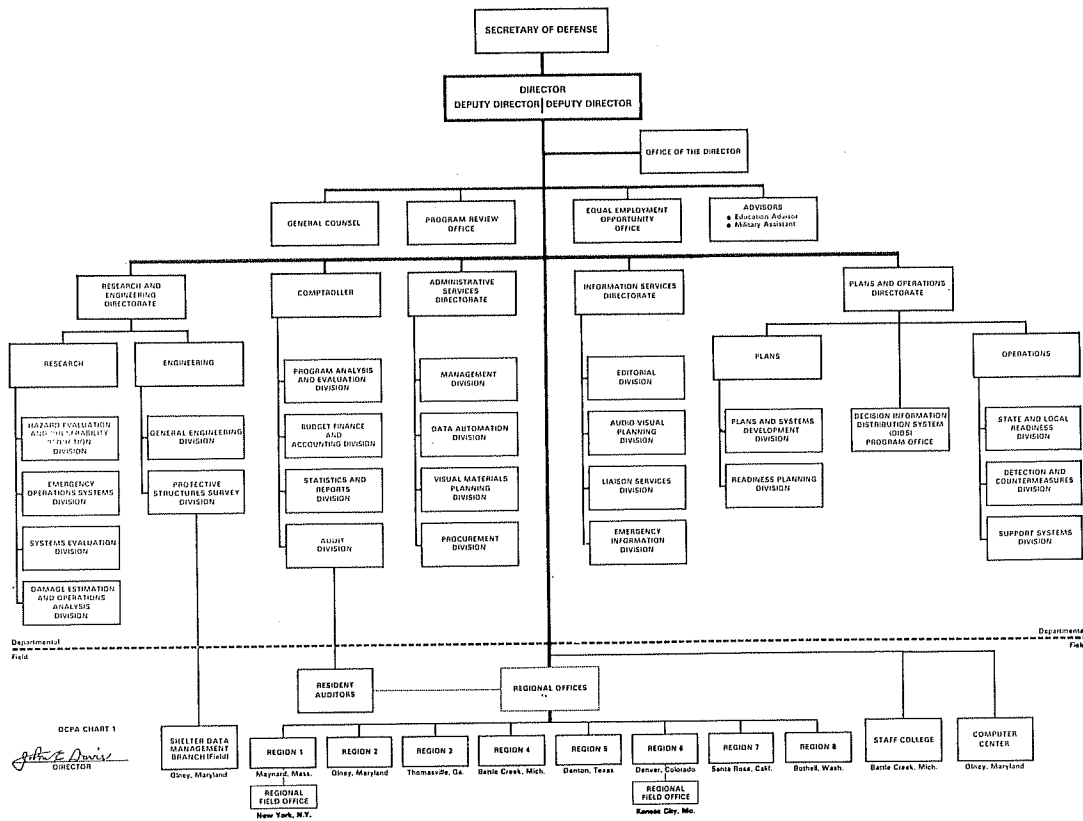 SECRETARY OF DEFENSE
DIRECTOR
DEPUTY DIRECTOR | DEPUTY DIRECTOR
OFFICE OF THE DIRECTOR
GENERAL COUNSEL
PROGRAM REVIEW
OFFICE
EQUAL EMPLOYMENT
OPPORTUNITY
OFFICE
ADVISORS
● Education Advisor
● Military Assistant
RESEARCH AND
ENGINEERING
DIRECTORATE
COMPTROLLER
ADMINISTRATIVE
SERVICES
DIRECTORATE
INFORMATION SERVICES
DIRECTORATE
PLANS AND OPERATIONS
DIRECTORATE
RESEARCH
ENGINEERING
PLANS
OPERATIONS
HAZARD EVALUATION
AND VULNERABILITY
DIVISION
EMERGENCY
OPERATIONS SYSTEMS
DIVISION
SYSTEMS EVALUATION
DIVISION
DAMAGE ESTIMATION
AND OPERATIONS
ANALYSIS
DIVISION
GENERAL ENGINEERING
DIVISION
PROTECTIVE
STRUCTURES SURVEY
DIVISION
PROGRAM ANALYSIS
AND EVALUATION
DIVISION
BUDGET FINANCE
AND
ACCOUNTING DIVISION
STATISTICS AND
REPORTS
DIVISION
AUDIT
DIVISION
MANAGEMENT
DIVISION
DATA AUTOMATION
DIVISION
VISUAL MATERIALS
PLANNING
DIVISION
PROCUREMENT
DIVISION
EDITORIAL
DIVISION
AUDIO-VISUAL
PLANNING
DIVISION
LIAISON SERVICES
DIVISION
EMERGENCY
INFORMATION
DIVISION
PLANS AND SYSTEMS
DEVELOPMENT
DIVISION
READINESS PLANNING
DIVISION
DECISION INFORMATION
DISTRIBUTION SYSTEM
(DIDS)
PROGRAM OFFICE
STATE AND LOCAL
READINESS
DIVISION
DETECTION AND
COUNTERMEASURES
DIVISION
SUPPORT SYSTEMS
DIVISION
Departmental
Departmenta
Field
Fiel
RESIDENT
AUDITORS
REGIONAL OFFICES
DCPA CHART 1
John E. Davis
DIRECTOR
SHELTER DATA
MANAGEMENT
BRANCH (Field)
Olney, Maryland
REGION 1
Maynard, Mass.
REGIONAL
FIELD OFFICE
New York, N.Y.
REGION 2
Olney, Maryland
REGION 3
Thomasville, Ga.
REGION 4
Battle Creek, Mich.
REGION 5
Denton, Texas
REGION 6
Denver, Colorado
REGIONAL
FIELD OFFICE
Kansas City, Mo.
REGION 7
Santa Rosa, Calif.
REGION 8
Bothell, Wash.
STAFF COLLEGE
Battle Creek, Mich.
COMPUTER
CENTER
Olney, Maryland